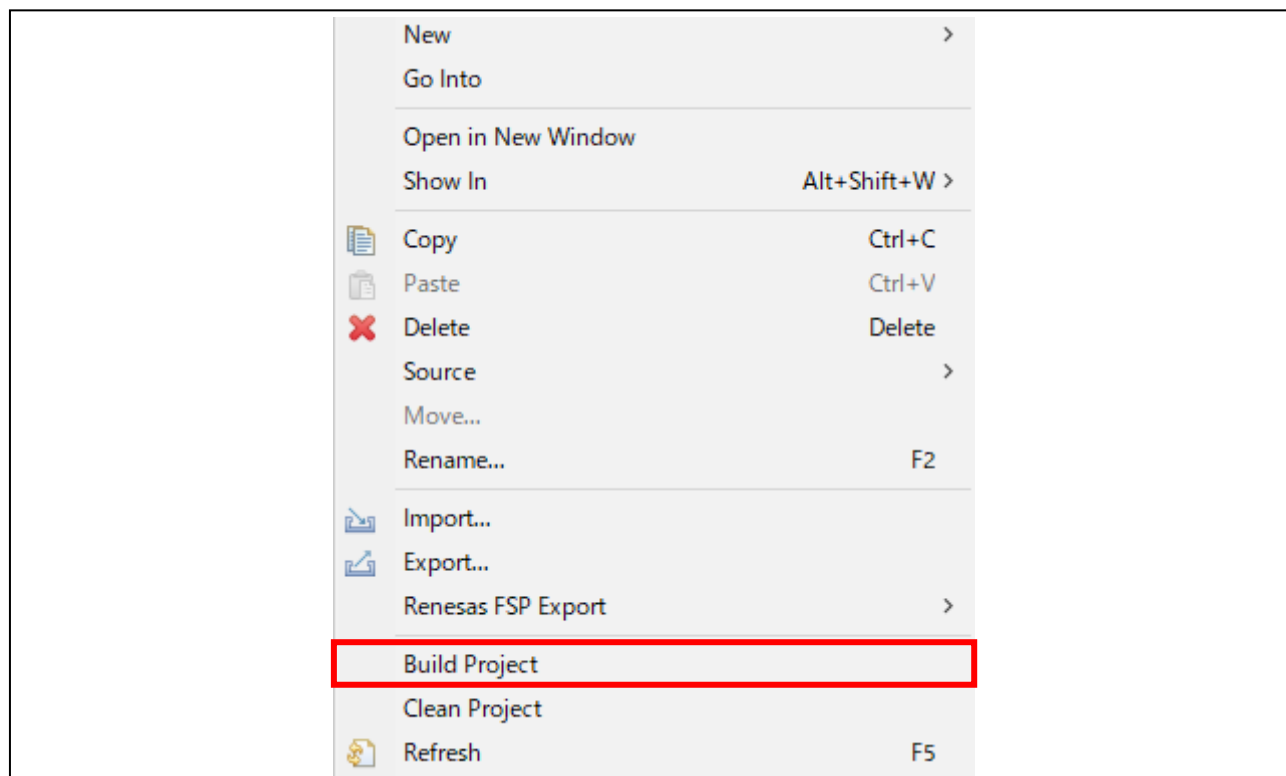 New
Go Into
Open in New Window
Show In Alt+Shift+W >
Copy Ctrl+C
Paste Ctrl+V
Delete Delete
Source
Move...
Rename... F2
Import...
Export...
Renesas FSP Export
Build Project
Clean Project
Refresh F5